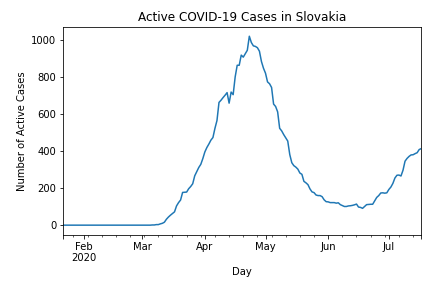 Active COVID-19 Cases in Slovakia
Number of Active Cases
1000
800
600
400
200
0
Feb Mar Apr May Jun Jul
2020
Day